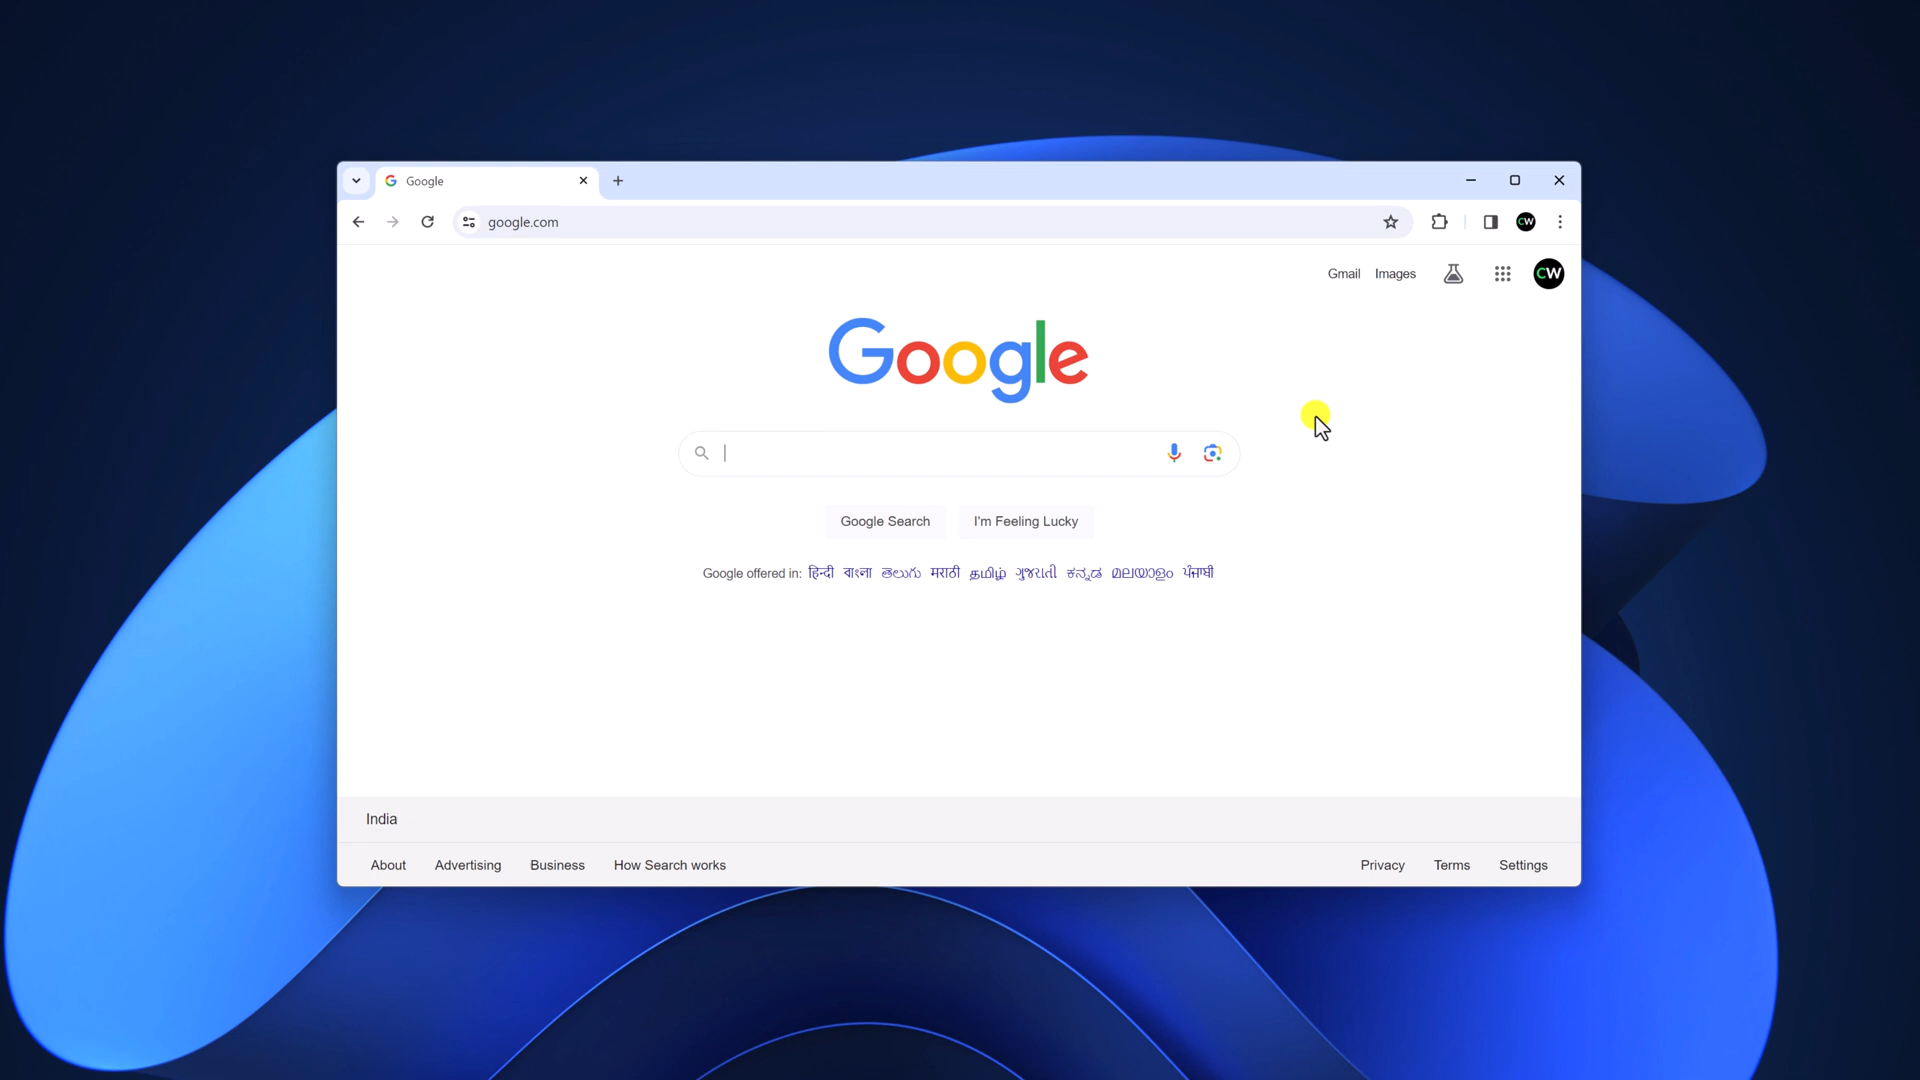 Google
google.com
CW
Gmail Images CW
Google
Google Search I'm Feeling Lucky
Google offered in: हिन्दी বাংলা తెలుగు मराठी தமிழ் ગુજરાતી ಕನ್ನಡ മലയാളം ਪੰਜਾਬੀ
India
About Advertising Business How Search works Privacy Terms Settings